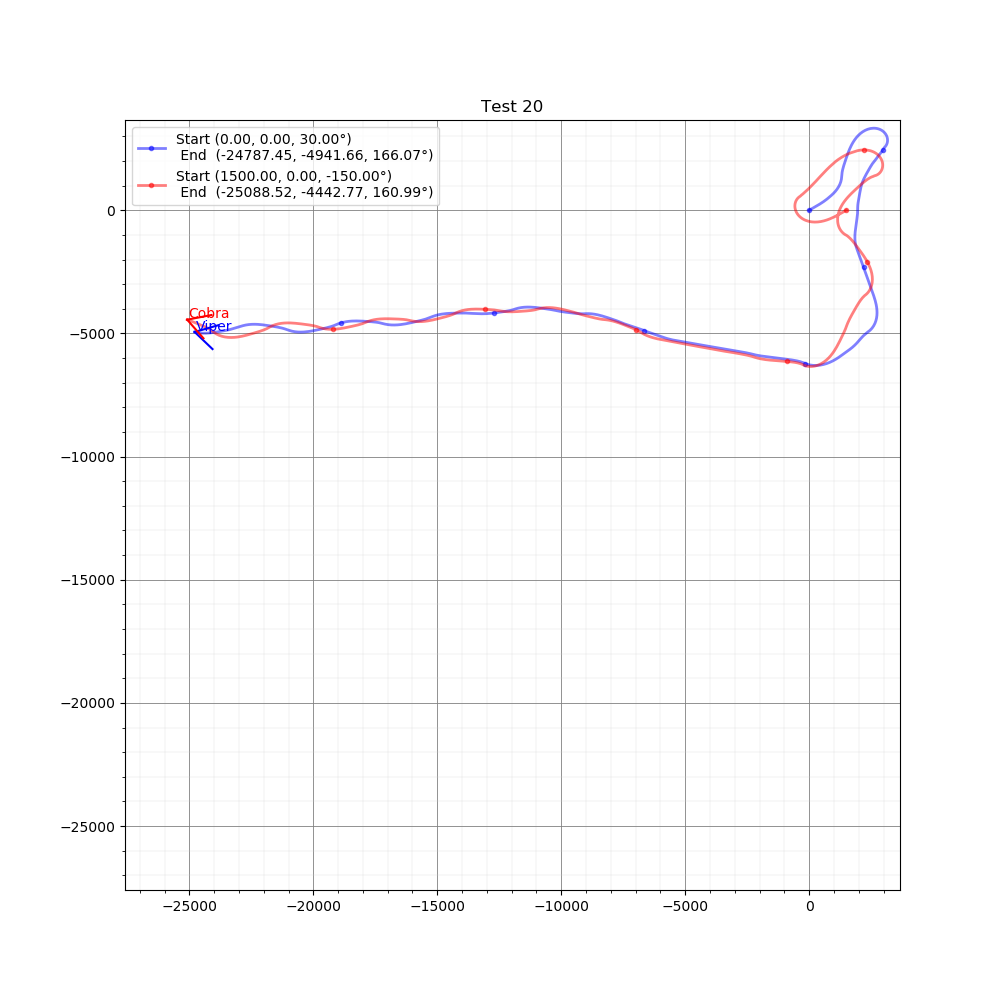 Test 20
Start (0.00, 0.00, 30.00°)
End  (-24787.45, -4941.66, 166.07°)
Start (1500.00, 0.00, -150.00°)
End  (-25088.52, -4442.77, 160.99°)
0
Cobra
Viper
−5000
−10000
−15000
−20000
−25000
−25000 −20000 −15000 −10000 −5000 0